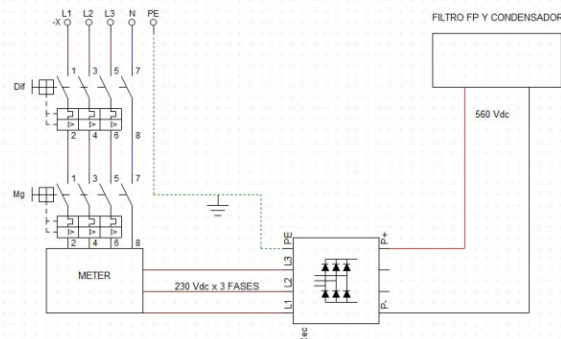 L1 L2 L3 N PE
-X
FILTRO FP Y CONDENSADOR
1 3 5 7
Dif
2 4 6 8
560 Vdc
1 3 5 7
Mg
2 4 6 8
METER
230 Vdc x 3 FASES
PE
L3
L2
L1
P+
P-